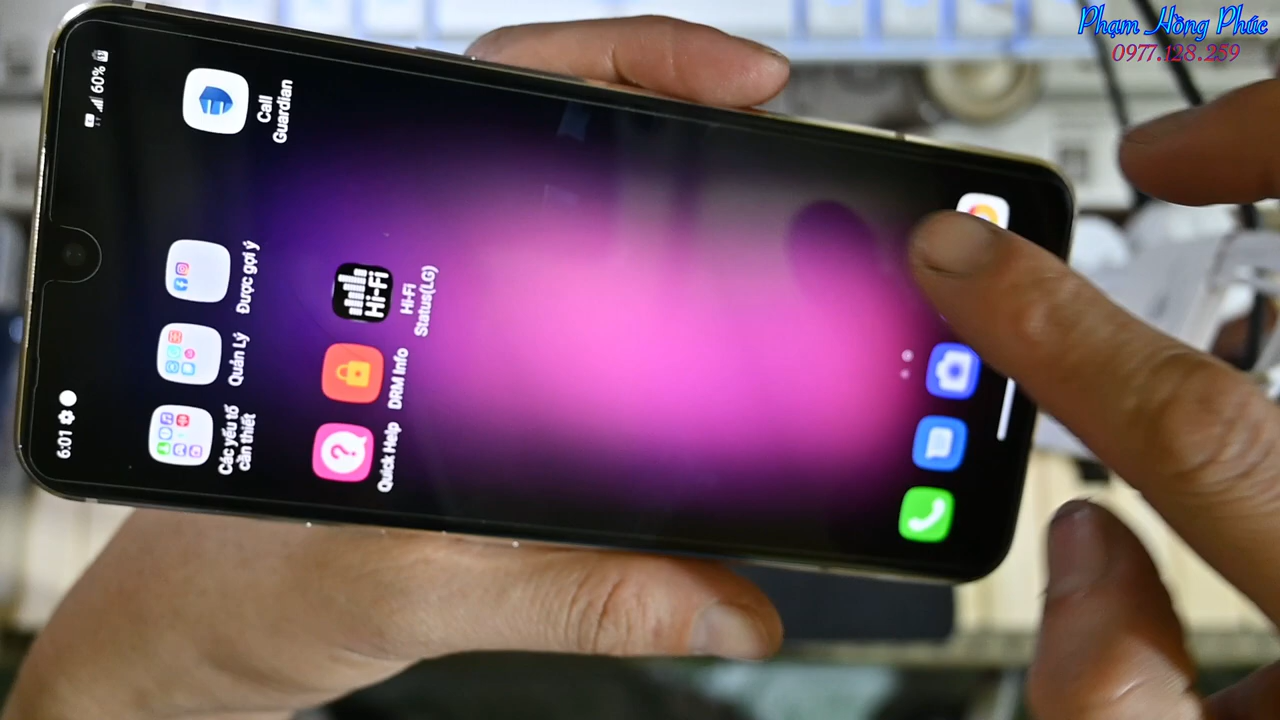 Phạm Hồng Phúc
0977.128.259
6:01
60%
Các yếu tố
cần thiết
Quản Lý
Được gợi ý
Call
Guardian
Quick Help
DRM Info
Hi-Fi
HI-FI
Status(LG)